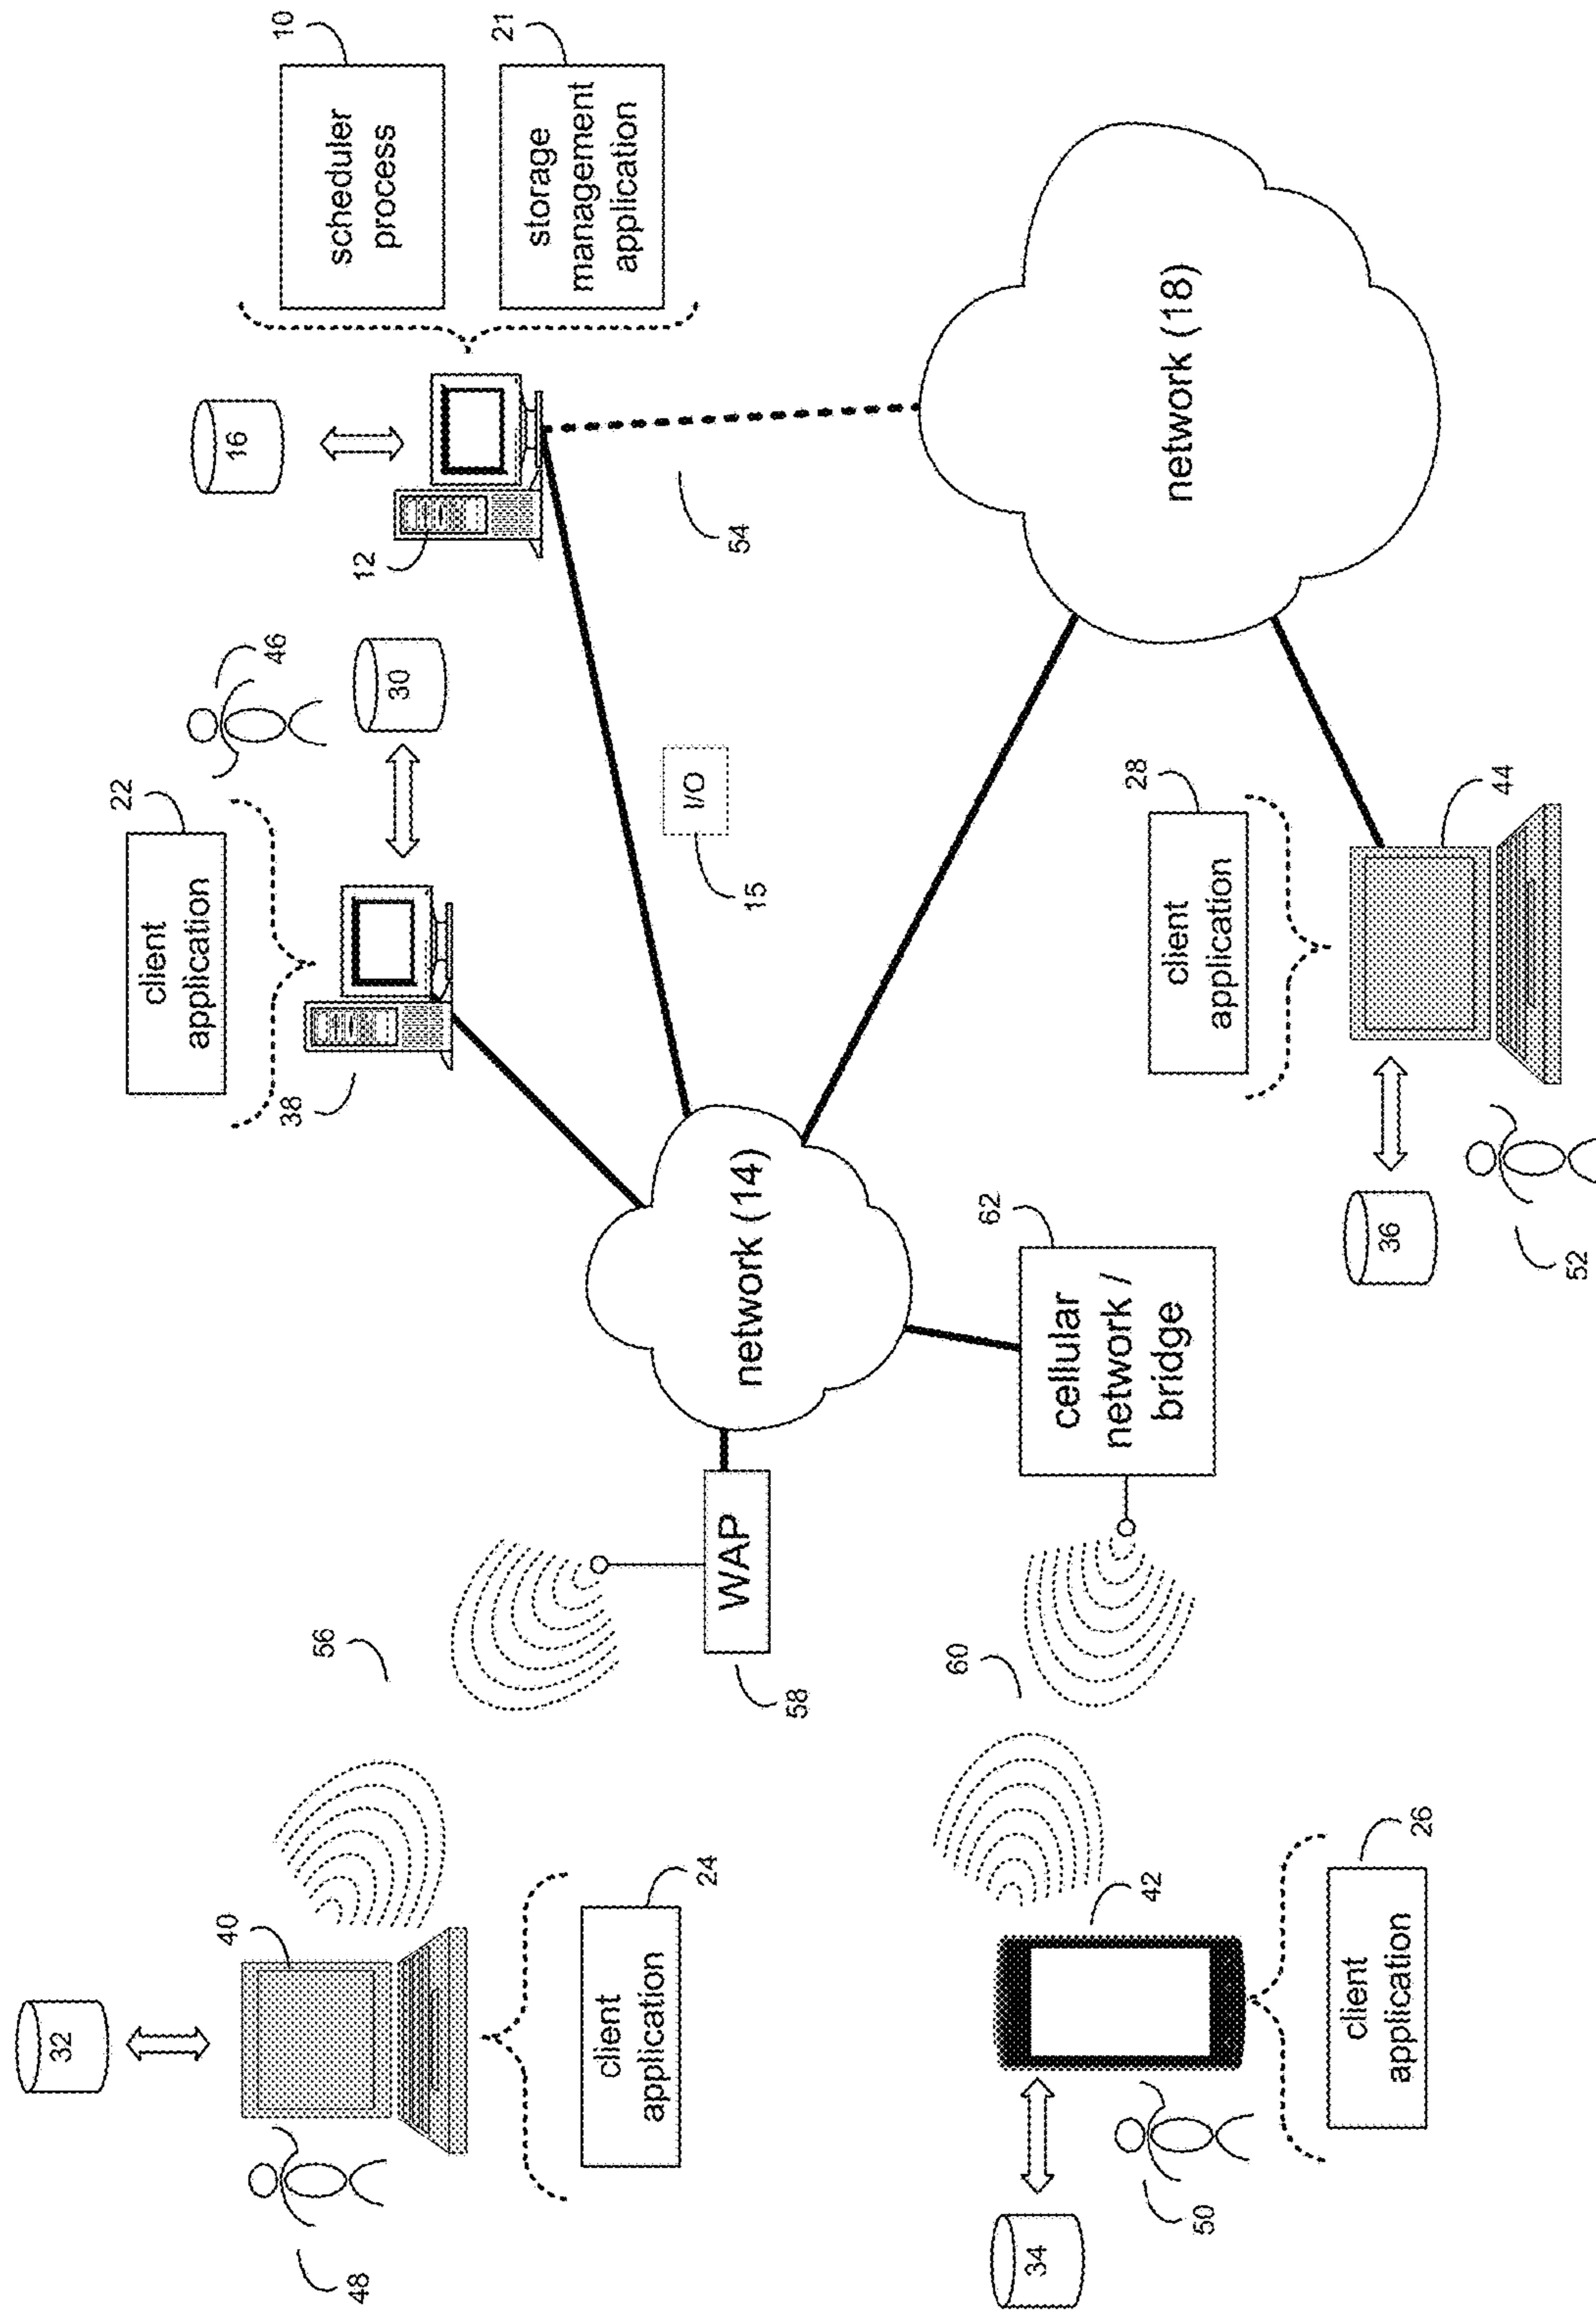 32
48
40
client
application
24
56
WAP
58
client
application
22
38
46
30
16
12
scheduler
process
10
storage
management
application
21
I/O
15
54
network (14)
network (18)
34
50
42
client
application
26
60
cellular
network /
bridge
62
client
application
28
36
52
44